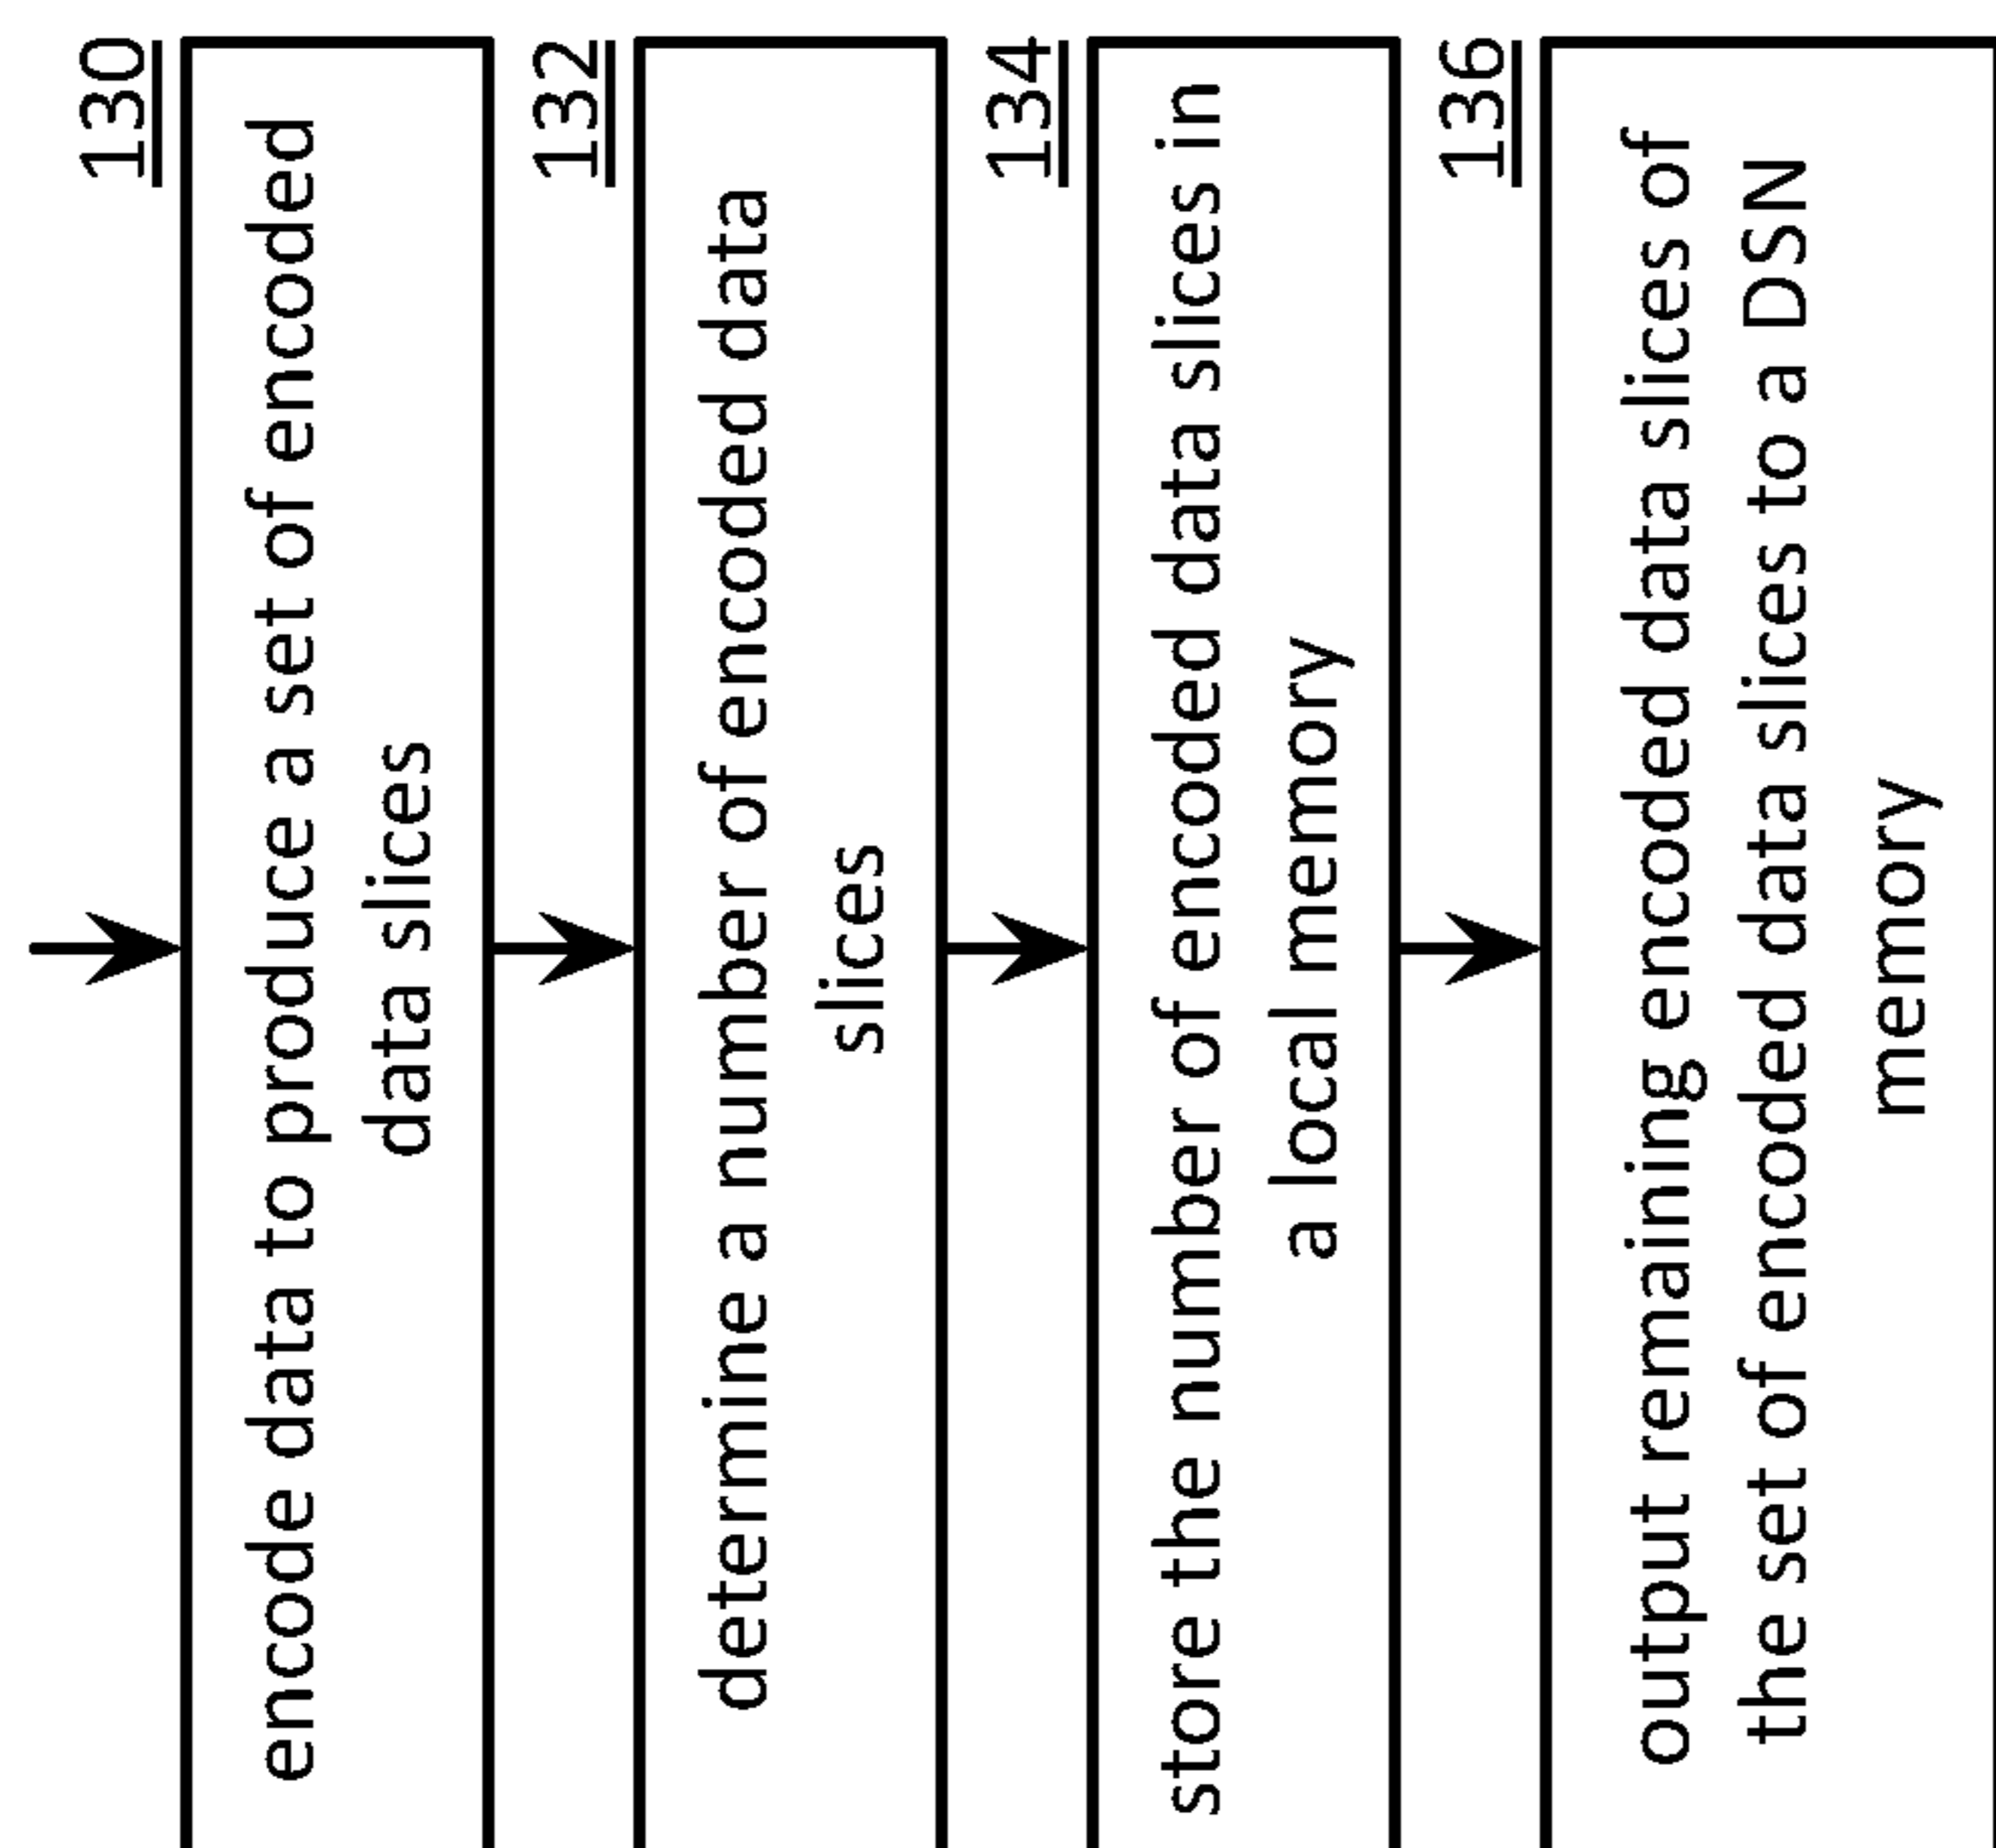 130
encode data to produce a set of encoded
data slices
132
determine a number of encoded data
slices
134
store the number of encoded data slices in
a local memory
136
output remaining encoded data slices of
the set of encoded data slices to a DSN
memory